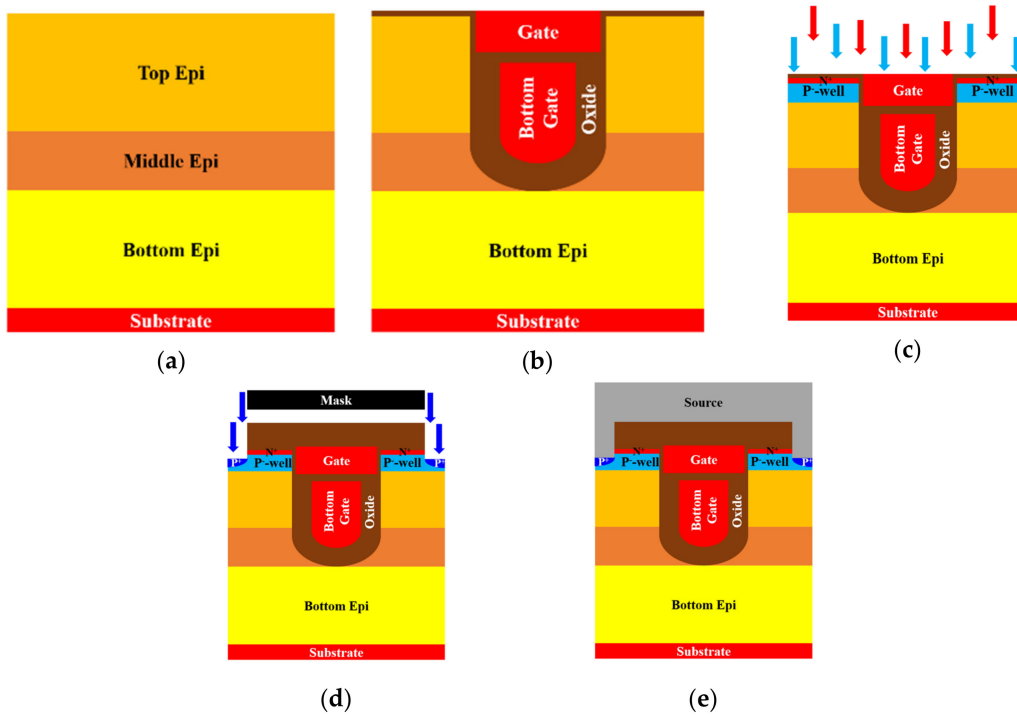 Top Epi
Middle Epi
Bottom Epi
Substrate
(a)
Gate
Bottom
Gate
Oxide
Bottom Epi
Substrate
(b)
N+
P--well
Gate
N+
P--well
Bottom
Gate
Oxide
Bottom Epi
Substrate
(c)
Mask
P+
N+
P--well
Gate
N+
P--well
P+
Bottom
Gate
Oxide
Bottom Epi
Substrate
(d)
Source
P+
N+
P--well
Gate
N+
P--well
P+
Bottom
Gate
Oxide
Bottom Epi
Substrate
(e)